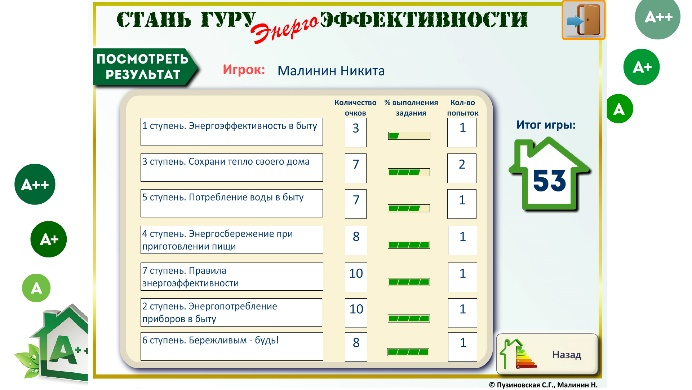 СТАНЬ ГУРУ Энерго ЭФФЕКТИВНОСТИ
ПОСМОТРЕТЬ
РЕЗУЛЬТАТ
Игрок: Малинин Никита
Количество очков
% выполнения задания
Кол-во попыток
1 ступень. Энергоэффективность в быту 3 1
3 ступень. Сохрани тепло своего дома 7 2
5 ступень. Потребление воды в быту 7 1
4 ступень. Энергосбережение при
приготовлении пищи 8 1
7 ступень. Правила
энергоэффективности 10 1
2 ступень. Энергопотребление
приборов в быту 10 1
6 ступень. Бережливым - будь! 8 1
Итог игры:
53
Назад
© Пузиновская С.Г., Малинин Н.
A++
A+
A
A++
A+
A
A++